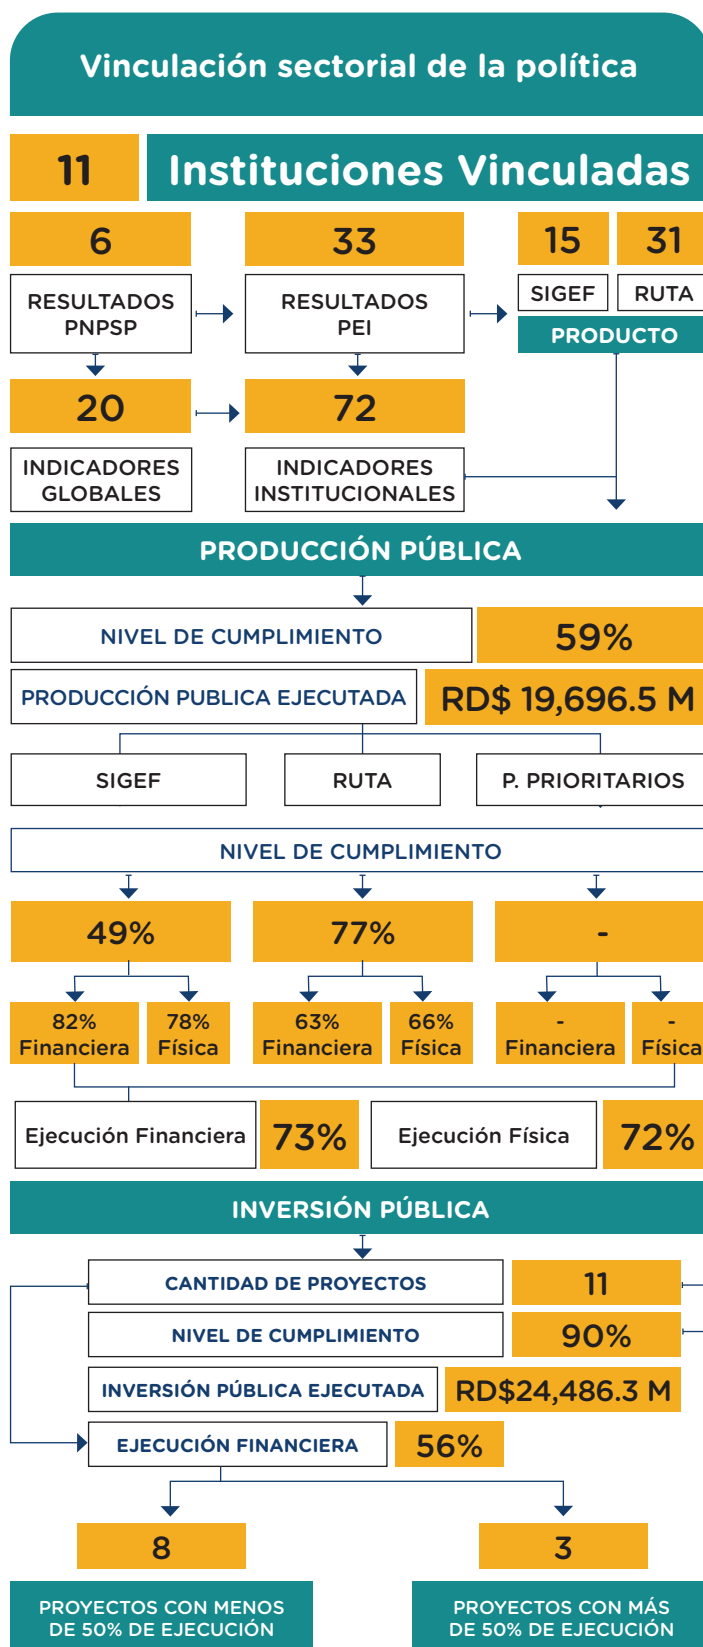 Vinculación sectorial de la política
11 Instituciones Vinculadas
6 33 15 31
RESULTADOS PNPSP
RESULTADOS PEI
SIGEF RUTA
PRODUCTO
20 72
INDICADORES GLOBALES
INDICADORES INSTITUCIONALES
PRODUCCIÓN PÚBLICA
NIVEL DE CUMPLIMIENTO 59%
PRODUCCIÓN PUBLICA EJECUTADA RD$ 19,696.5 M
SIGEF RUTA P. PRIORITARIOS
NIVEL DE CUMPLIMIENTO
49% 77% -
82% Financiera
78% Física
63% Financiera
66% Física
- Financiera
- Física
Ejecución Financiera 73% Ejecución Física 72%
INVERSIÓN PÚBLICA
CANTIDAD DE PROYECTOS 11
NIVEL DE CUMPLIMIENTO 90%
INVERSIÓN PÚBLICA EJECUTADA RD$24,486.3 M
EJECUCIÓN FINANCIERA 56%
8 3
PROYECTOS CON MENOS
DE 50% DE EJECUCIÓN
PROYECTOS CON MÁS
DE 50% DE EJECUCIÓN